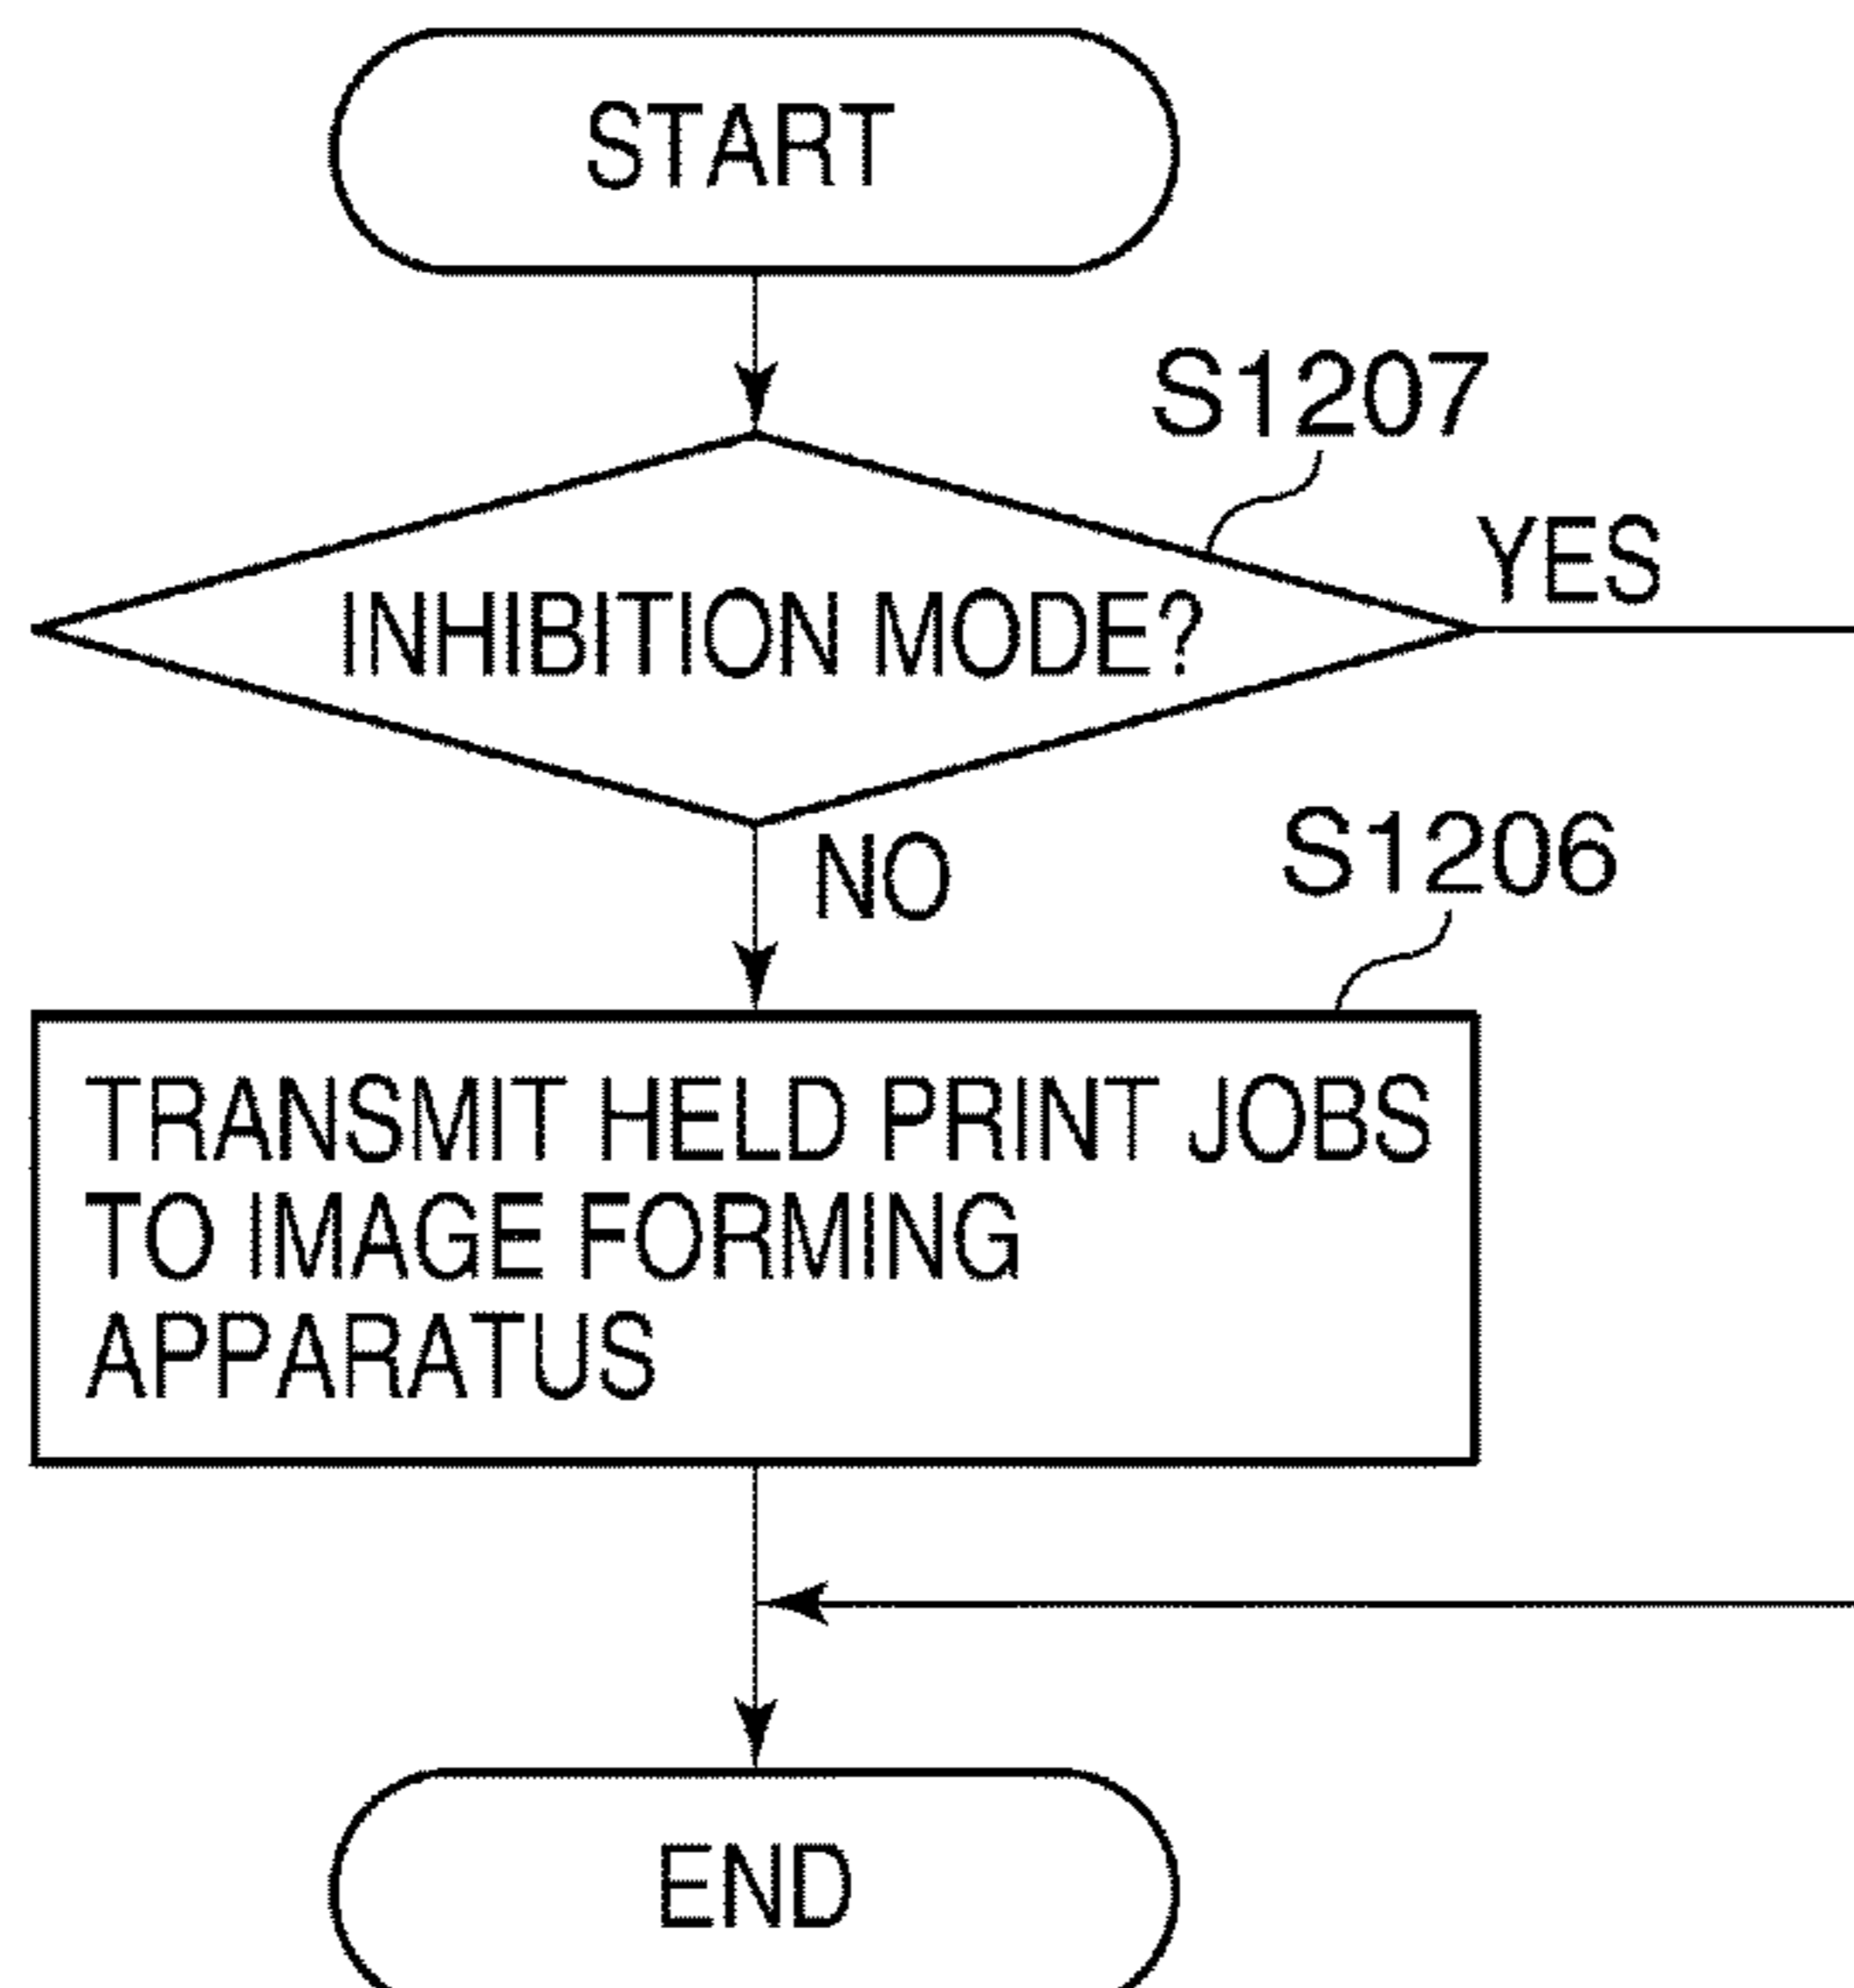 START
S1207
YES
INHIBITION MODE?
NO
S1206
TRANSMIT HELD PRINT JOBS
TO IMAGE FORMING
APPARATUS
END